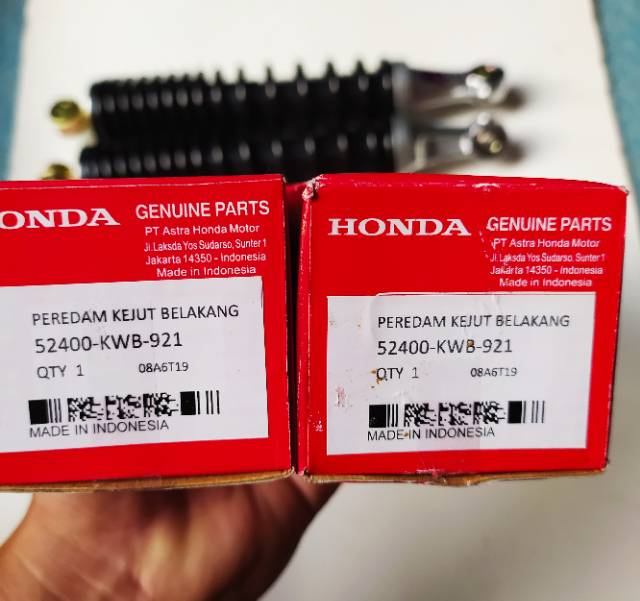 ONDA
GENUINE PARTS
PT Astra Honda Motor
Jl. Laksda Yos Sudarso, Sunter 1
Jakarta 14350 - Indonesia
Made in Indonesia
PEREDAM KEJUT BELAKANG
52400-KWB-921
QTY 1 08A6T19
MADE IN INDONESIA
HONDA
GENUINE PARTS
PT Astra Honda Motor
Jl. Laksda Yos Sudarso, Sunter 1
Jakarta 14350 - Indonesia
Made in Indonesia
PEREDAM KEJUT BELAKANG
52400-KWB-921
QTY 1 08A6T19
MADE IN INDONESIA